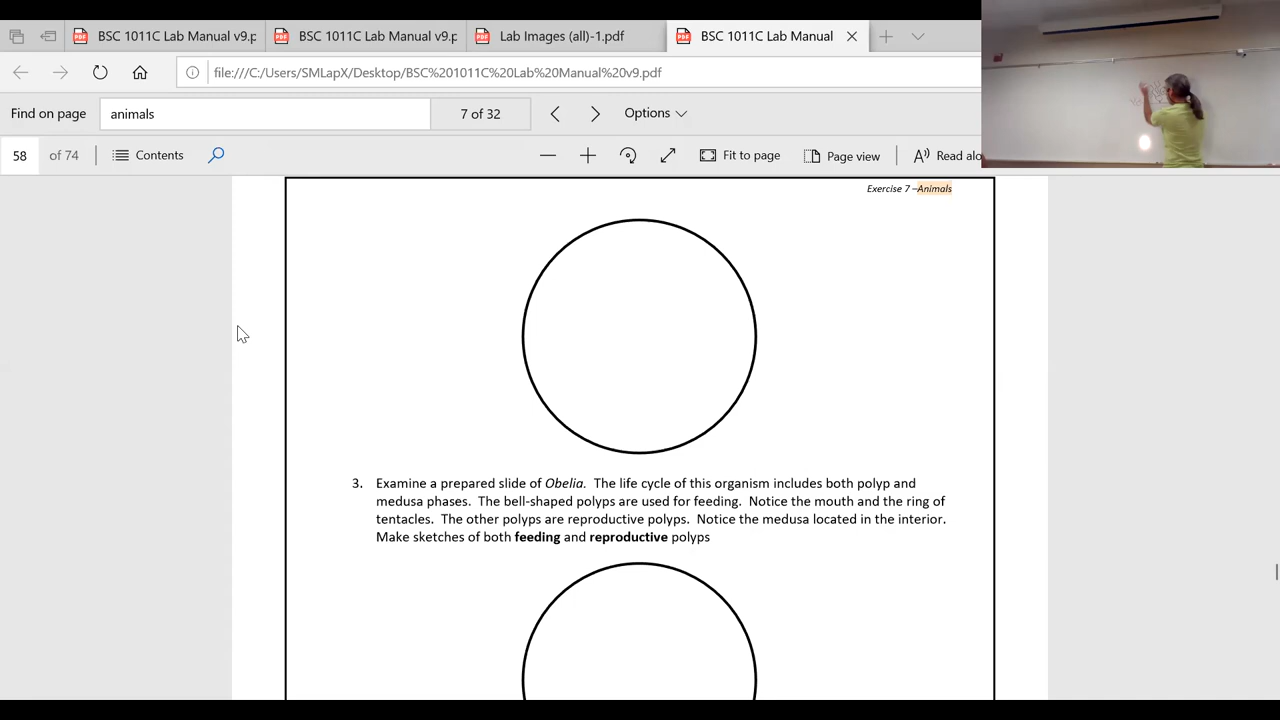 BSC 1011C Lab Manual v9.p
BSC 1011C Lab Manual v9.p
Lab Images (all)-1.pdf
BSC 1011C Lab Manual
file:///C:/Users/SMLapX/Desktop/BSC%201011C%20Lab%20Manual%20v9.pdf
Find on page
animals
7 of 32
Options
58
of 74
Contents
Fit to page
Page view
Read alo
Exercise 7 –Animals
3. Examine a prepared slide of Obelia. The life cycle of this organism includes both polyp and
medusa phases. The bell-shaped polyps are used for feeding. Notice the mouth and the ring of
tentacles. The other polyps are reproductive polyps. Notice the medusa located in the interior.
Make sketches of both feeding and reproductive polyps